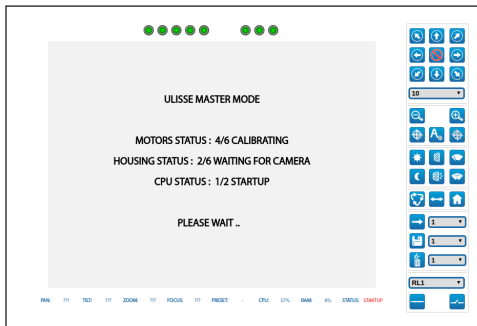 10
ULISSE MASTER MODE
MOTORS STATUS : 4/6 CALIBRATING
HOUSING STATUS : 2/6 WAITING FOR CAMERA
CPU STATUS : 1/2 STARTUP
PLEASE WAIT ..
A
1
1
1
RL1
PAN: ??? TILT: ??? ZOOM: ??? FOCUS: ??? PRESET: - CPU: 57% RAM: 6% STATUS: STARTUP